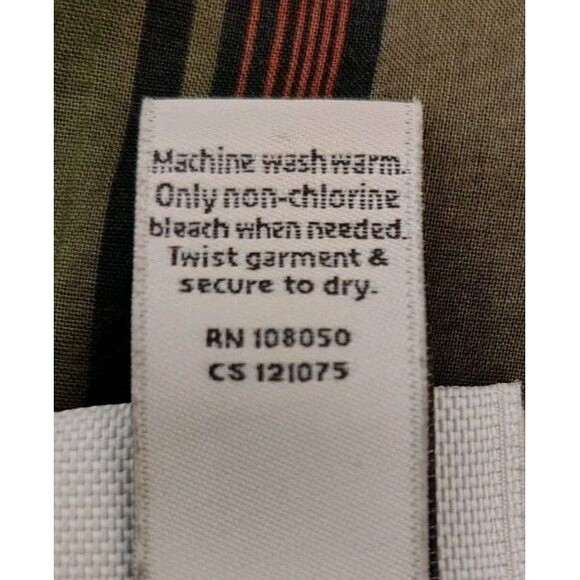 Machine wash warm.
Only non-chlorine
bleach when needed.
Twist garment &
secure to dry.
RN 108050
CS 121075